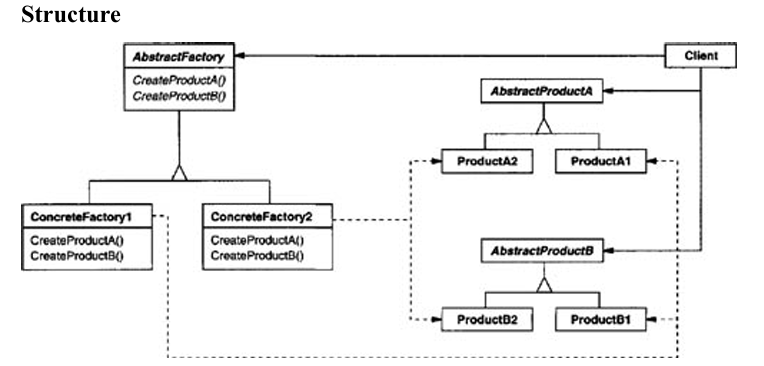 Structure
AbstractFactory
CreateProductA()
CreateProductB()
Client
AbstractProductA
ProductA2
ProductA1
ConcreteFactory1
CreateProductA()
CreateProductB()
ConcreteFactory2
CreateProductA()
CreateProductB()
AbstractProductB
ProductB2
ProductB1